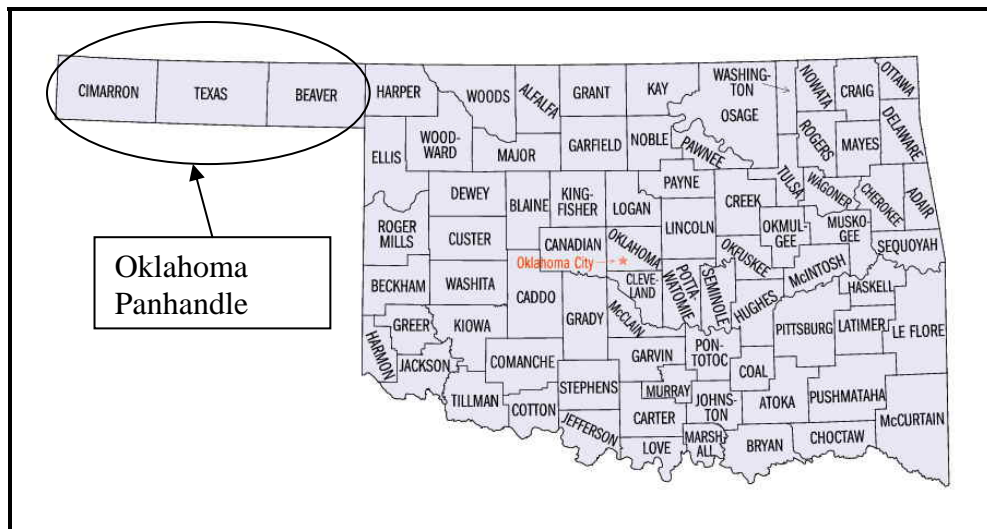 CIMARRON
TEXAS
BEAVER
HARPER
WOODS
ALFALFA
GRANT
KAY
WASHING-
TON
OSAGE
NOWATA
CRAIG
OTTAWA
ELLIS
WOOD-
WARD
MAJOR
GARFIELD
NOBLE
PAWNEE
ROGERS
MAYES
DELAWARE
DEWEY
BLAINE
KING-
FISHER
LOGAN
PAYNE
CREEK
TULSA
WAGONER
CHEROKEE
ADAIR
ROGER
MILLS
CUSTER
CANADIAN
OKLAHOMA
LINCOLN
OKFUSKEE
OKMUL-
GEE
MUSKO-
GEE
SEQUOYAH
Oklahoma City
Oklahoma
Panhandle
BECKHAM
WASHITA
CADDO
GRADY
McCLAIN
CLEVE-
LAND
POTTA-
WATOMIE
SEMINOLE
HUGHES
McINTOSH
HASKELL
GREER
KIOWA
HARMON
JACKSON
COMANCHE
GARVIN
PON-
TOTOC
PITTSBURG
LATIMER
LE FLORE
TILLMAN
COTTON
STEPHENS
MURRAY
CARTER
JOHNS-
TON
COAL
ATOKA
PUSHMATAHA
McCURTAIN
JEFFERSON
LOVE
MARSH-
ALL
BRYAN
CHOCTAW